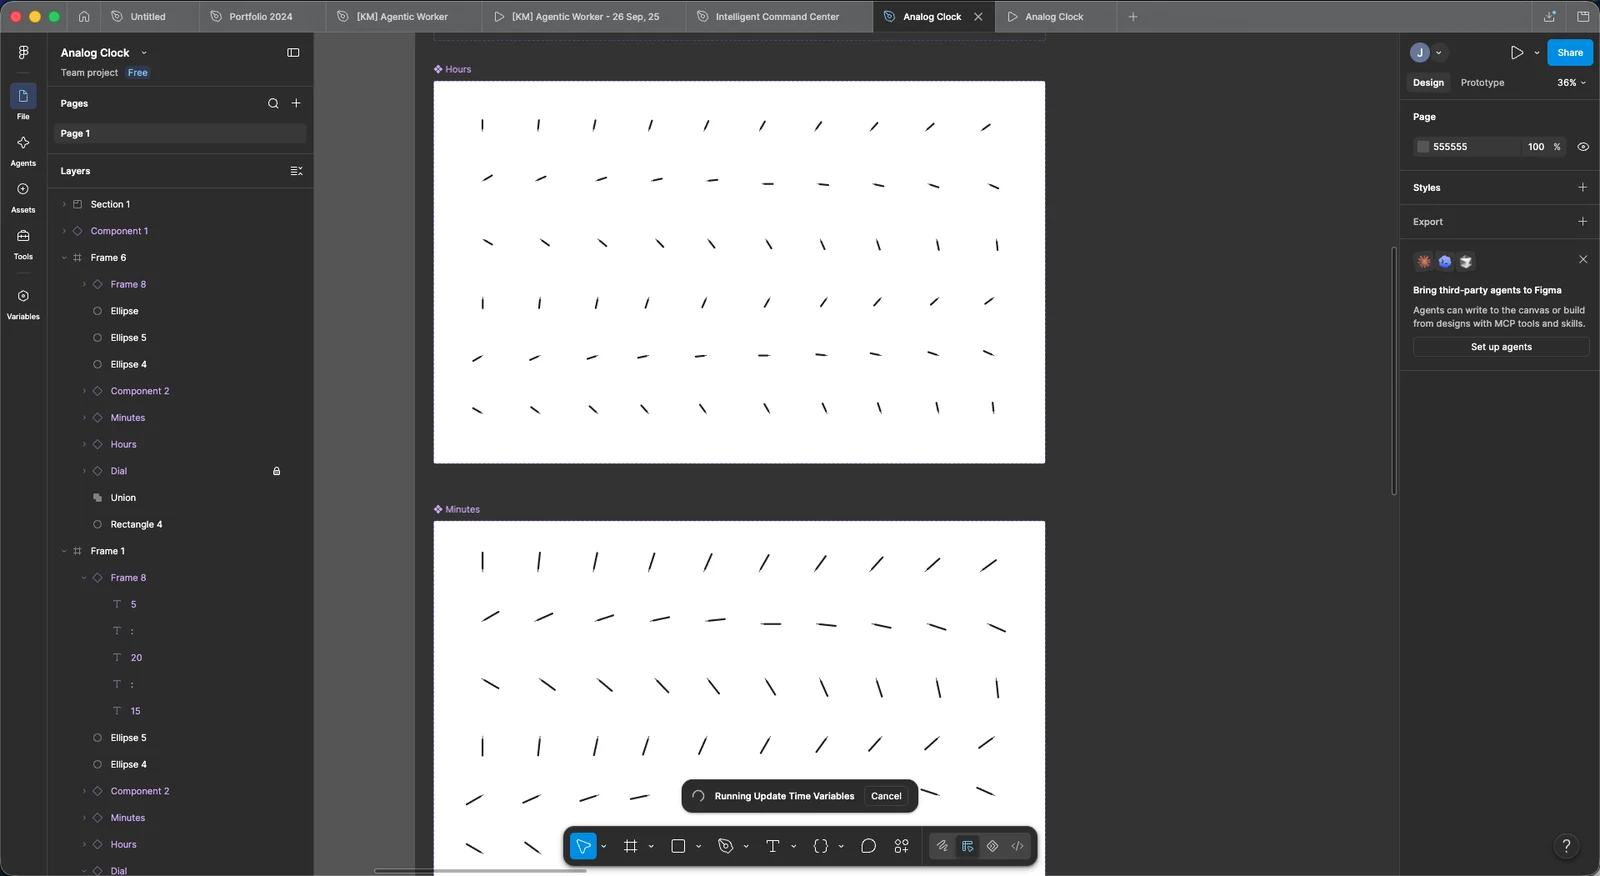 Untitled
Portfolio 2024
[KM] Agentic Worker
[KM] Agentic Worker - 26 Sep, 25
Intelligent Command Center
Analog Clock
Analog Clock
Analog Clock
Team project Free
File
Agents
Assets
Tools
Variables
Pages
Page 1
Layers
Section 1
Component 1
Frame 6
Frame 8
Ellipse
Ellipse 5
Ellipse 4
Component 2
Minutes
Hours
Dial
Union
Rectangle 4
Frame 1
Frame 8
5
:
20
:
15
Ellipse 5
Ellipse 4
Component 2
Minutes
Hours
Dial
Hours
Minutes
Running Update Time Variables Cancel
J
Share
Design Prototype 36%
Page
555555 100 %
Styles
Export
Bring third-party agents to Figma
Agents can write to the canvas or build
from designs with MCP tools and skills.
Set up agents
?